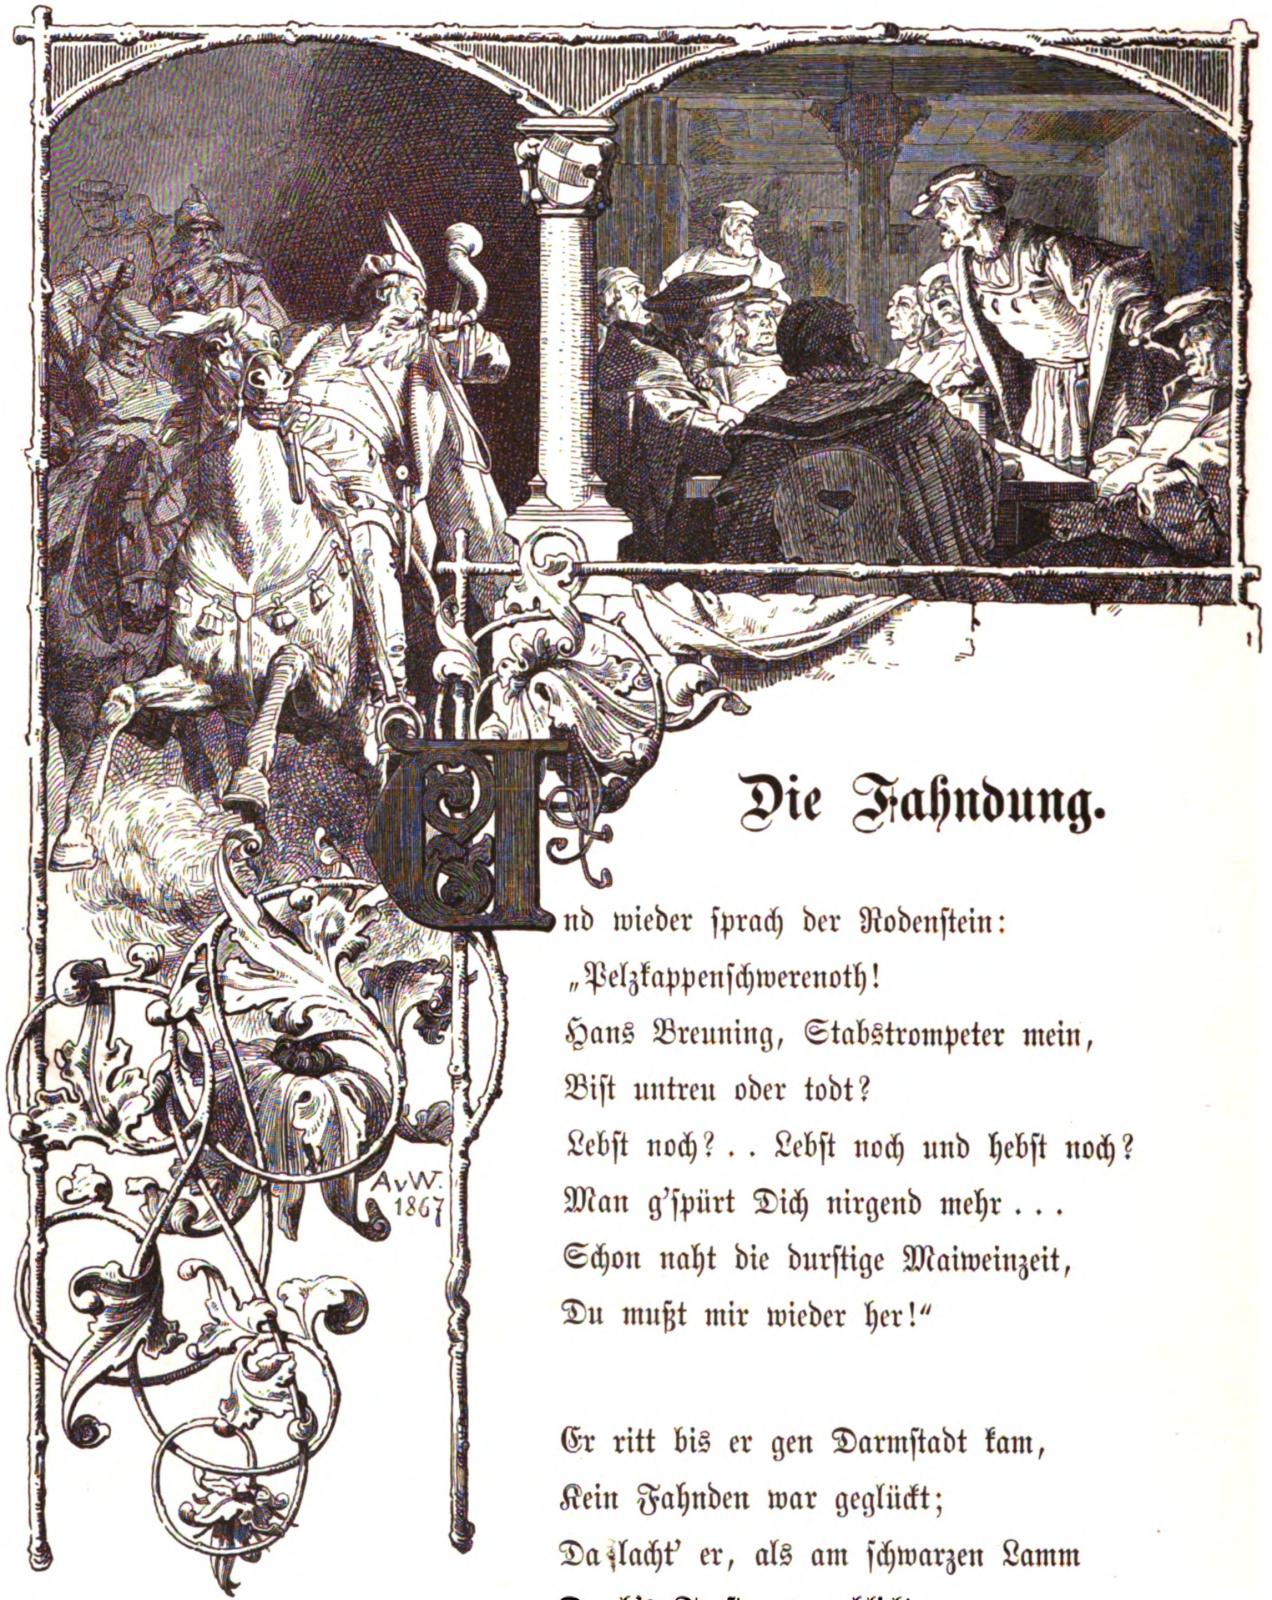 Die Fahndung.
Und wieder sprach der Rodenstein:
„Pelzkappenschwerenoth!
Hans Breuning, Stabstrompeter mein,
Bist untreu oder todt?
Lebst noch? . . Lebst noch und hebst noch?
Man g'spürt Dich nirgend mehr . . .
Schon naht die durstige Maiweinzeit,
Du mußt mir wieder her!“
AvW.
1867
Er ritt bis er gen Darmstadt kam,
Kein Fahnden war geglückt;
Da lacht' er, als am schwarzen Lamm